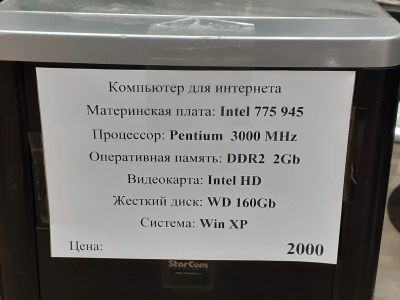 Компьютер для интернета
Материнская плата: Intel 775 945
Процессор: Pentium 3000 MHz
Оперативная память: DDR2 2Gb
Видеокарта: Intel HD
Жесткий диск: WD 160Gb
Система: Win XP
Цена: 2000
StarCom